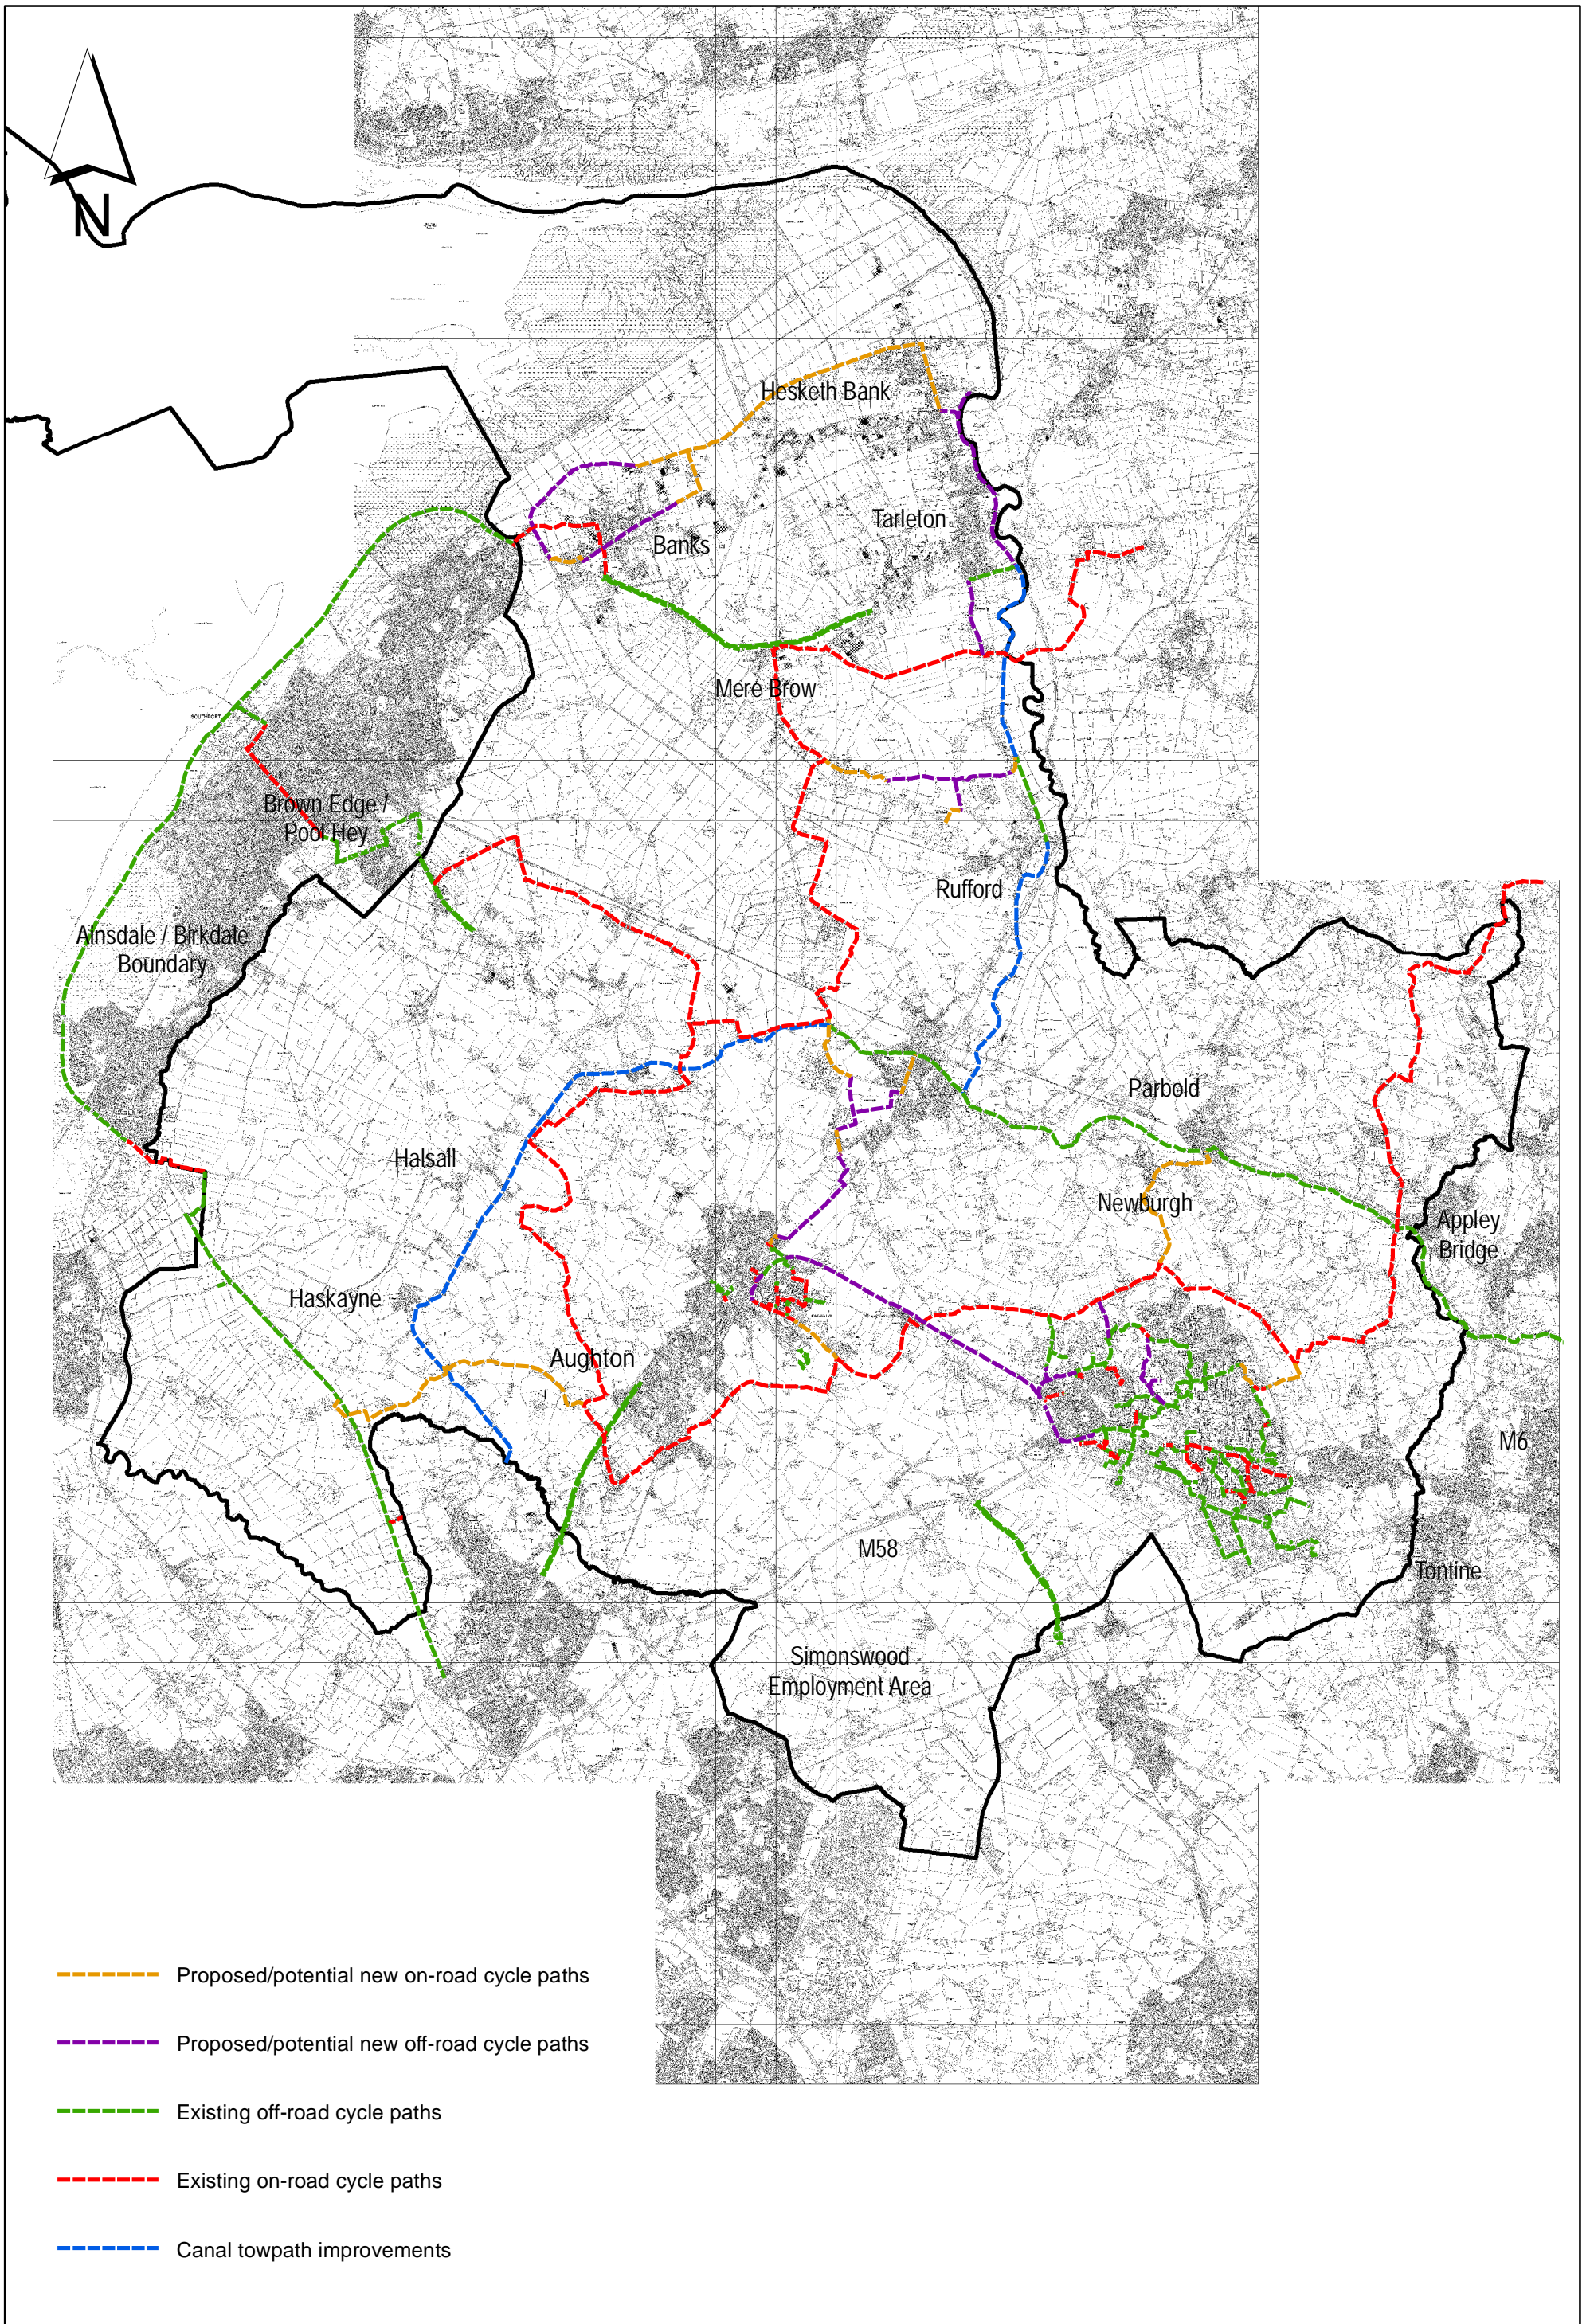 N
Hesketh Bank
Tarleton
Banks
Mere Brow
SOUTHPORT
Brown Edge /
Pool Hey
Rufford
Ainsdale / Birkdale
Boundary
Parbold
Halsall
Newburgh
Appley
Bridge
Haskayne
Aughton
M6
M58
Tontine
Simonswood
Employment Area
Proposed/potential new on-road cycle paths
Proposed/potential new off-road cycle paths
Existing off-road cycle paths
Existing on-road cycle paths
Canal towpath improvements